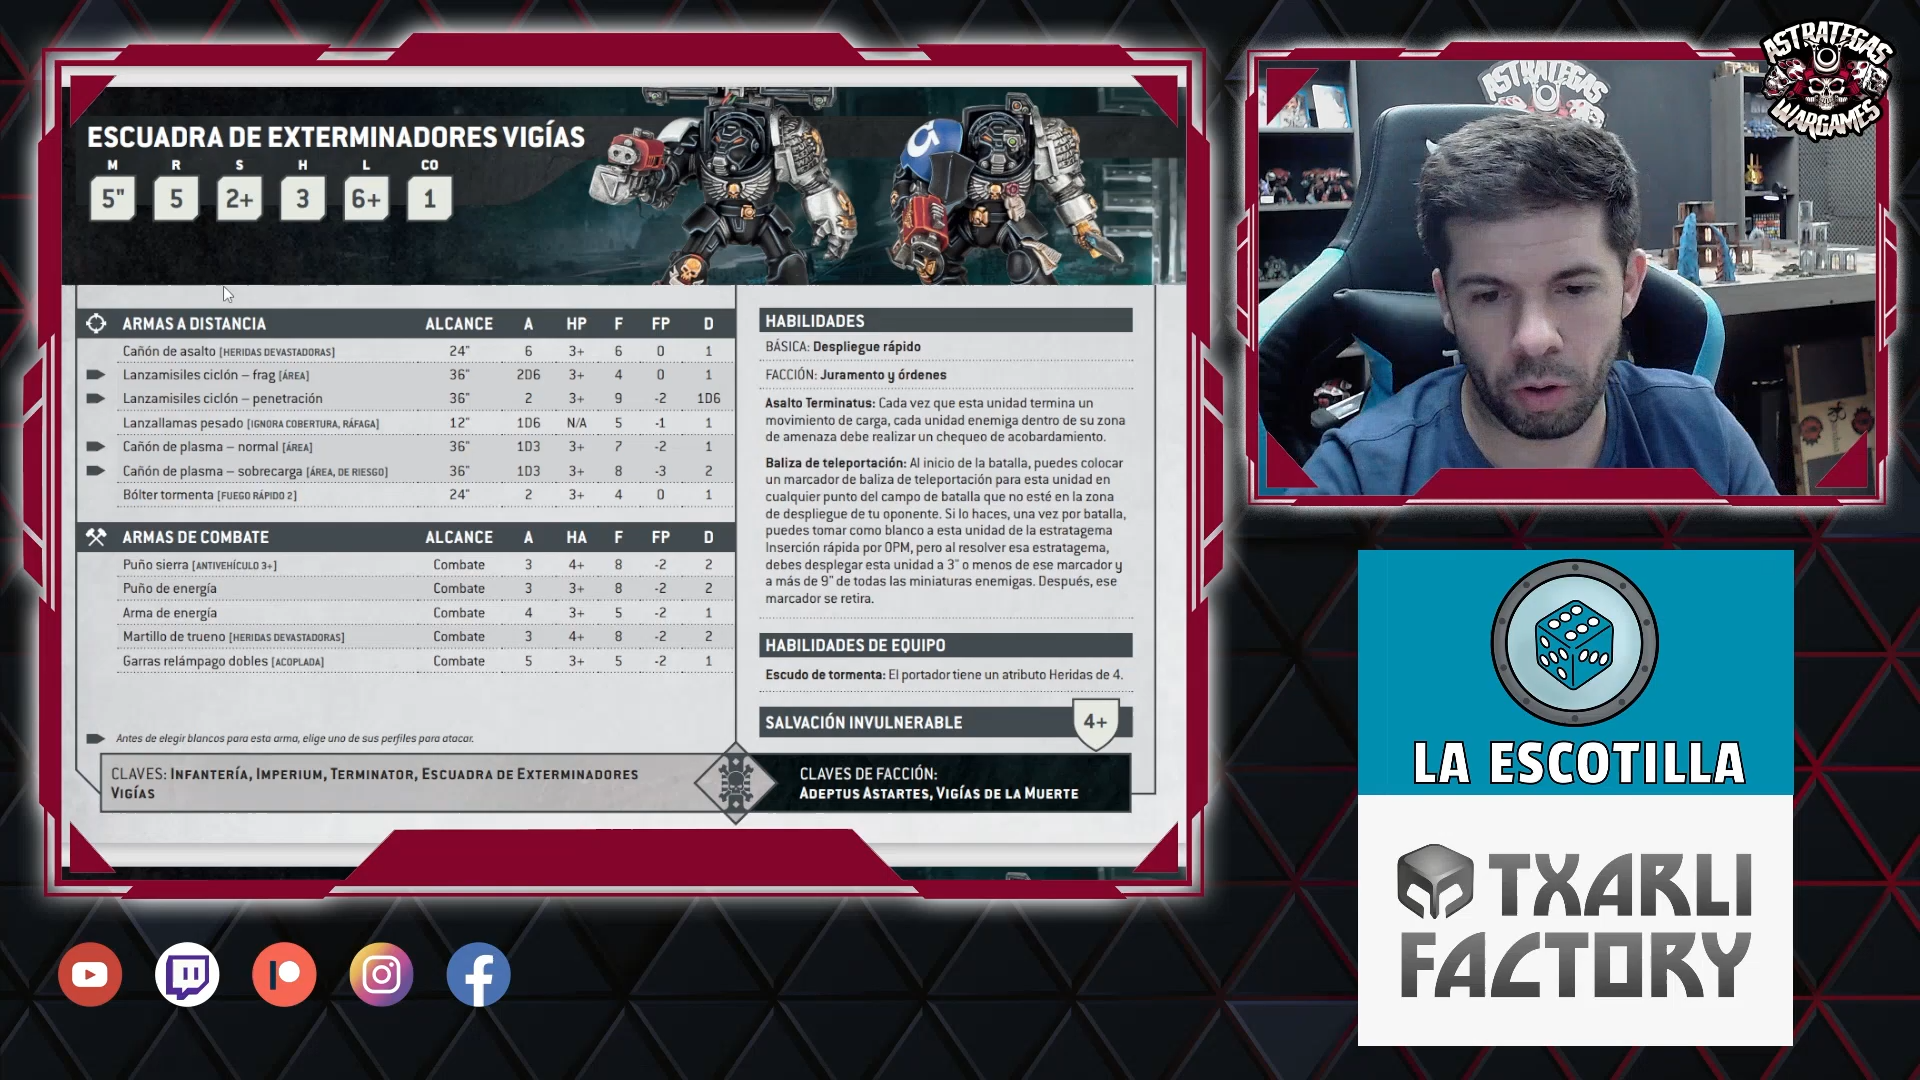 ESCUADRA DE EXTERMINADORES VIGÍAS
M R S H L CO
5" 5 2+ 3 6+ 1
ARMAS A DISTANCIA ALCANCE A HP F FP D
Cañón de asalto [HERIDAS DEVASTADORAS] 24" 6 3+ 6 0 1
Lanzamisiles ciclón – frag [ÁREA] 36" 2D6 3+ 4 0 1
Lanzamisiles ciclón – penetración 36" 2 3+ 9 -2 1D6
Lanzallamas pesado [IGNORA COBERTURA, RÁFAGA] 12" 1D6 N/A 5 -1 1
Cañón de plasma – normal [ÁREA] 36" 1D3 3+ 7 -2 1
Cañón de plasma – sobrecarga [ÁREA, DE RIESGO] 36" 1D3 3+ 8 -3 2
Bólter tormenta [FUEGO RÁPIDO 2] 24" 2 3+ 4 0 1
ARMAS DE COMBATE ALCANCE A HA F FP D
Puño sierra [ANTIVEHÍCULO 3+] Combate 3 4+ 8 -2 2
Puño de energía Combate 3 3+ 8 -2 2
Arma de energía Combate 4 3+ 5 -2 1
Martillo de trueno [HERIDAS DEVASTADORAS] Combate 3 4+ 8 -2 2
Garras relámpago dobles [ACOPLADA] Combate 5 3+ 5 -2 1
Antes de elegir blancos para esta arma, elige uno de sus perfiles para atacar.
CLAVES: INFANTERÍA, IMPERIUM, TERMINATOR, ESCUADRA DE EXTERMINADORES
VIGÍAS
HABILIDADES
BÁSICA: Despliegue rápido
FACCIÓN: Juramento y órdenes
Asalto Terminatus: Cada vez que esta unidad termina un
movimiento de carga, cada unidad enemiga dentro de su zona
de amenaza debe realizar un chequeo de acobardamiento.
Baliza de teleportación: Al inicio de la batalla, puedes colocar
un marcador de baliza de teleportación para esta unidad en
cualquier punto del campo de batalla que no esté en la zona
de despliegue de tu oponente. Si lo haces, una vez por batalla,
puedes tomar como blanco a esta unidad de la estratagema
Inserción rápida por 0PM, pero al resolver esa estratagema,
debes desplegar esta unidad a 3" o menos de ese marcador y
a más de 9" de todas las miniaturas enemigas. Después, ese
marcador se retira.
HABILIDADES DE EQUIPO
Escudo de tormenta: El portador tiene un atributo Heridas de 4.
SALVACIÓN INVULNERABLE 4+
CLAVES DE FACCIÓN:
ADEPTUS ASTARTES, VIGÍAS DE LA MUERTE
ASTRATEGAS
WARGAMES
ASTRATEGAS
LA ESCOTILLA
TXARLI
FACTORY